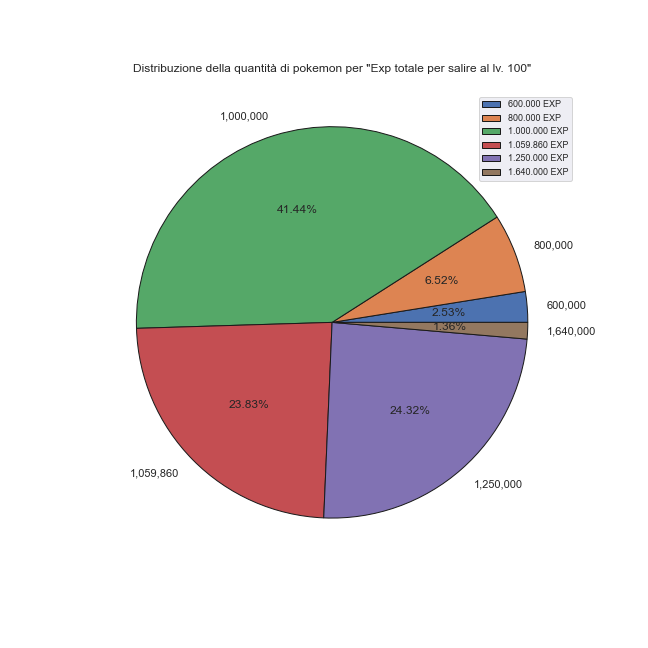 Distribuzione della quantità di pokemon per "Exp totale per salire al lv. 100"
600.000 EXP
800.000 EXP
1.000.000 EXP
1.059.860 EXP
1.250.000 EXP
1.640.000 EXP
1,000,000
41.44%
800,000
6.52%
600,000
2.53%
1.36%
1,640,000
23.83%
24.32%
1,059,860
1,250,000